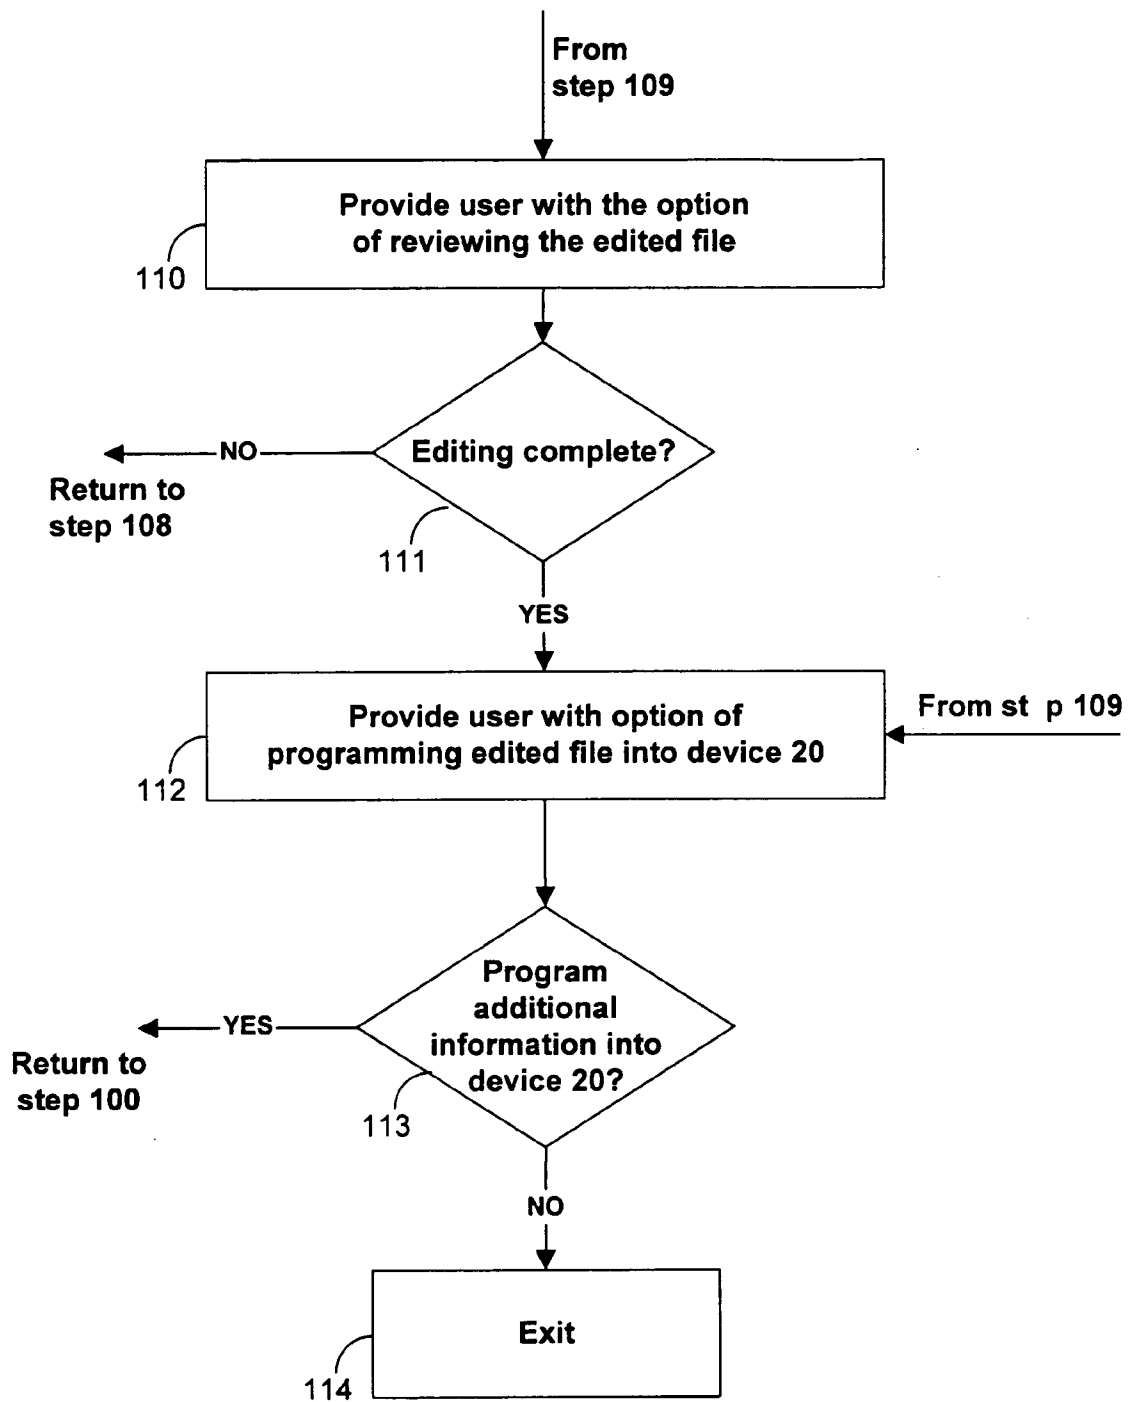 From
step 109
Provide user with the option
of reviewing the edited file
110
Editing complete?
NO
Return to
step 108
111
YES
Provide user with option of
programming edited file into device 20
From st p 109
112
Program
additional
information into
device 20?
YES
Return to
step 100
113
NO
Exit
114